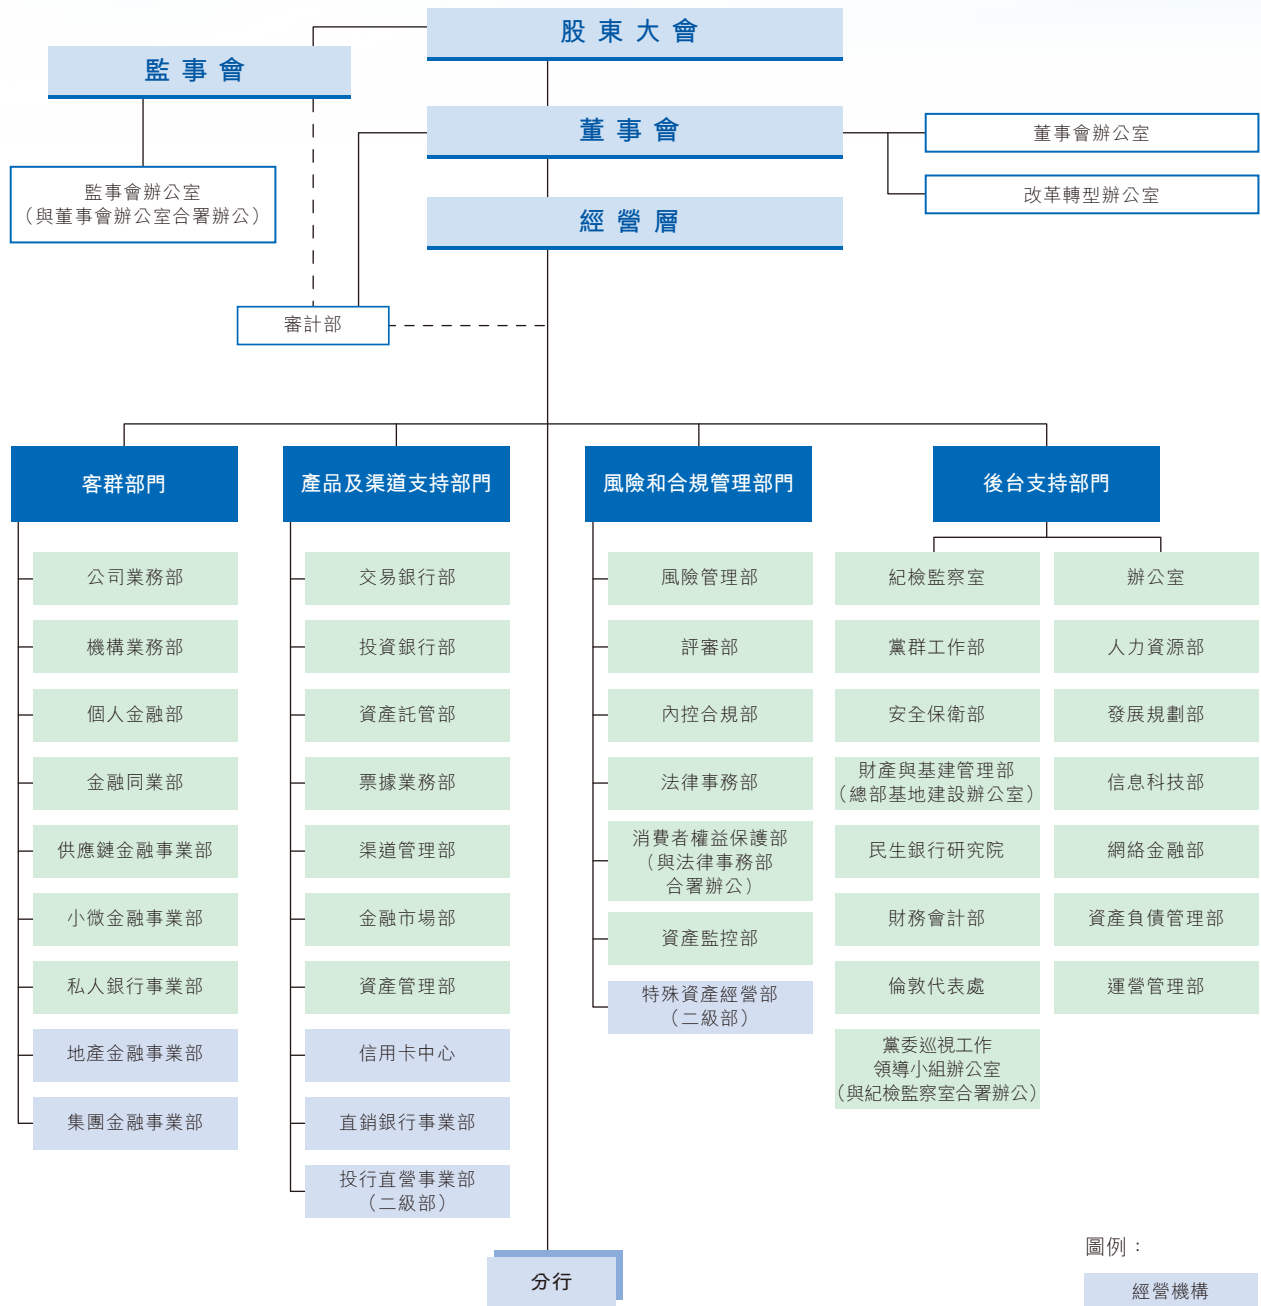 股東大會
監事會
董事會
董事會辦公室
監事會辦公室
（與董事會辦公室合署辦公）
改革轉型辦公室
經營層
審計部
客群部門
產品及渠道支持部門
風險和合規管理部門
後台支持部門
公司業務部
機構業務部
個人金融部
金融同業部
供應鏈金融事業部
小微金融事業部
私人銀行事業部
地產金融事業部
集團金融事業部
交易銀行部
投資銀行部
資產託管部
票據業務部
渠道管理部
金融市場部
資產管理部
信用卡中心
直銷銀行事業部
投行直營事業部
（二級部）
風險管理部
評審部
內控合規部
法律事務部
消費者權益保護部
（與法律事務部
合署辦公）
資產監控部
特殊資產經營部
（二級部）
紀檢監察室
黨群工作部
安全保衛部
財產與基建管理部
（總部基地建設辦公室）
民生銀行研究院
財務會計部
倫敦代表處
黨委巡視工作
領導小組辦公室
（與紀檢監察室合署辦公）
辦公室
人力資源部
發展規劃部
信息科技部
網絡金融部
資產負債管理部
運營管理部
分行
圖例：
經營機構